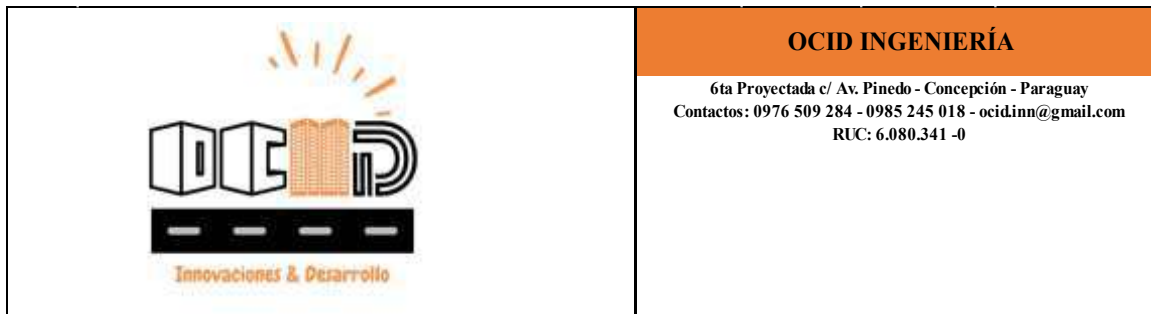 OCID
Innovaciones & Desarrollo
OCID INGENIERÍA
6ta Proyectada c/ Av. Pinedo - Concepción - Paraguay
Contactos: 0976 509 284 - 0985 245 018 - ocid.inn@gmail.com
RUC: 6.080.341 -0